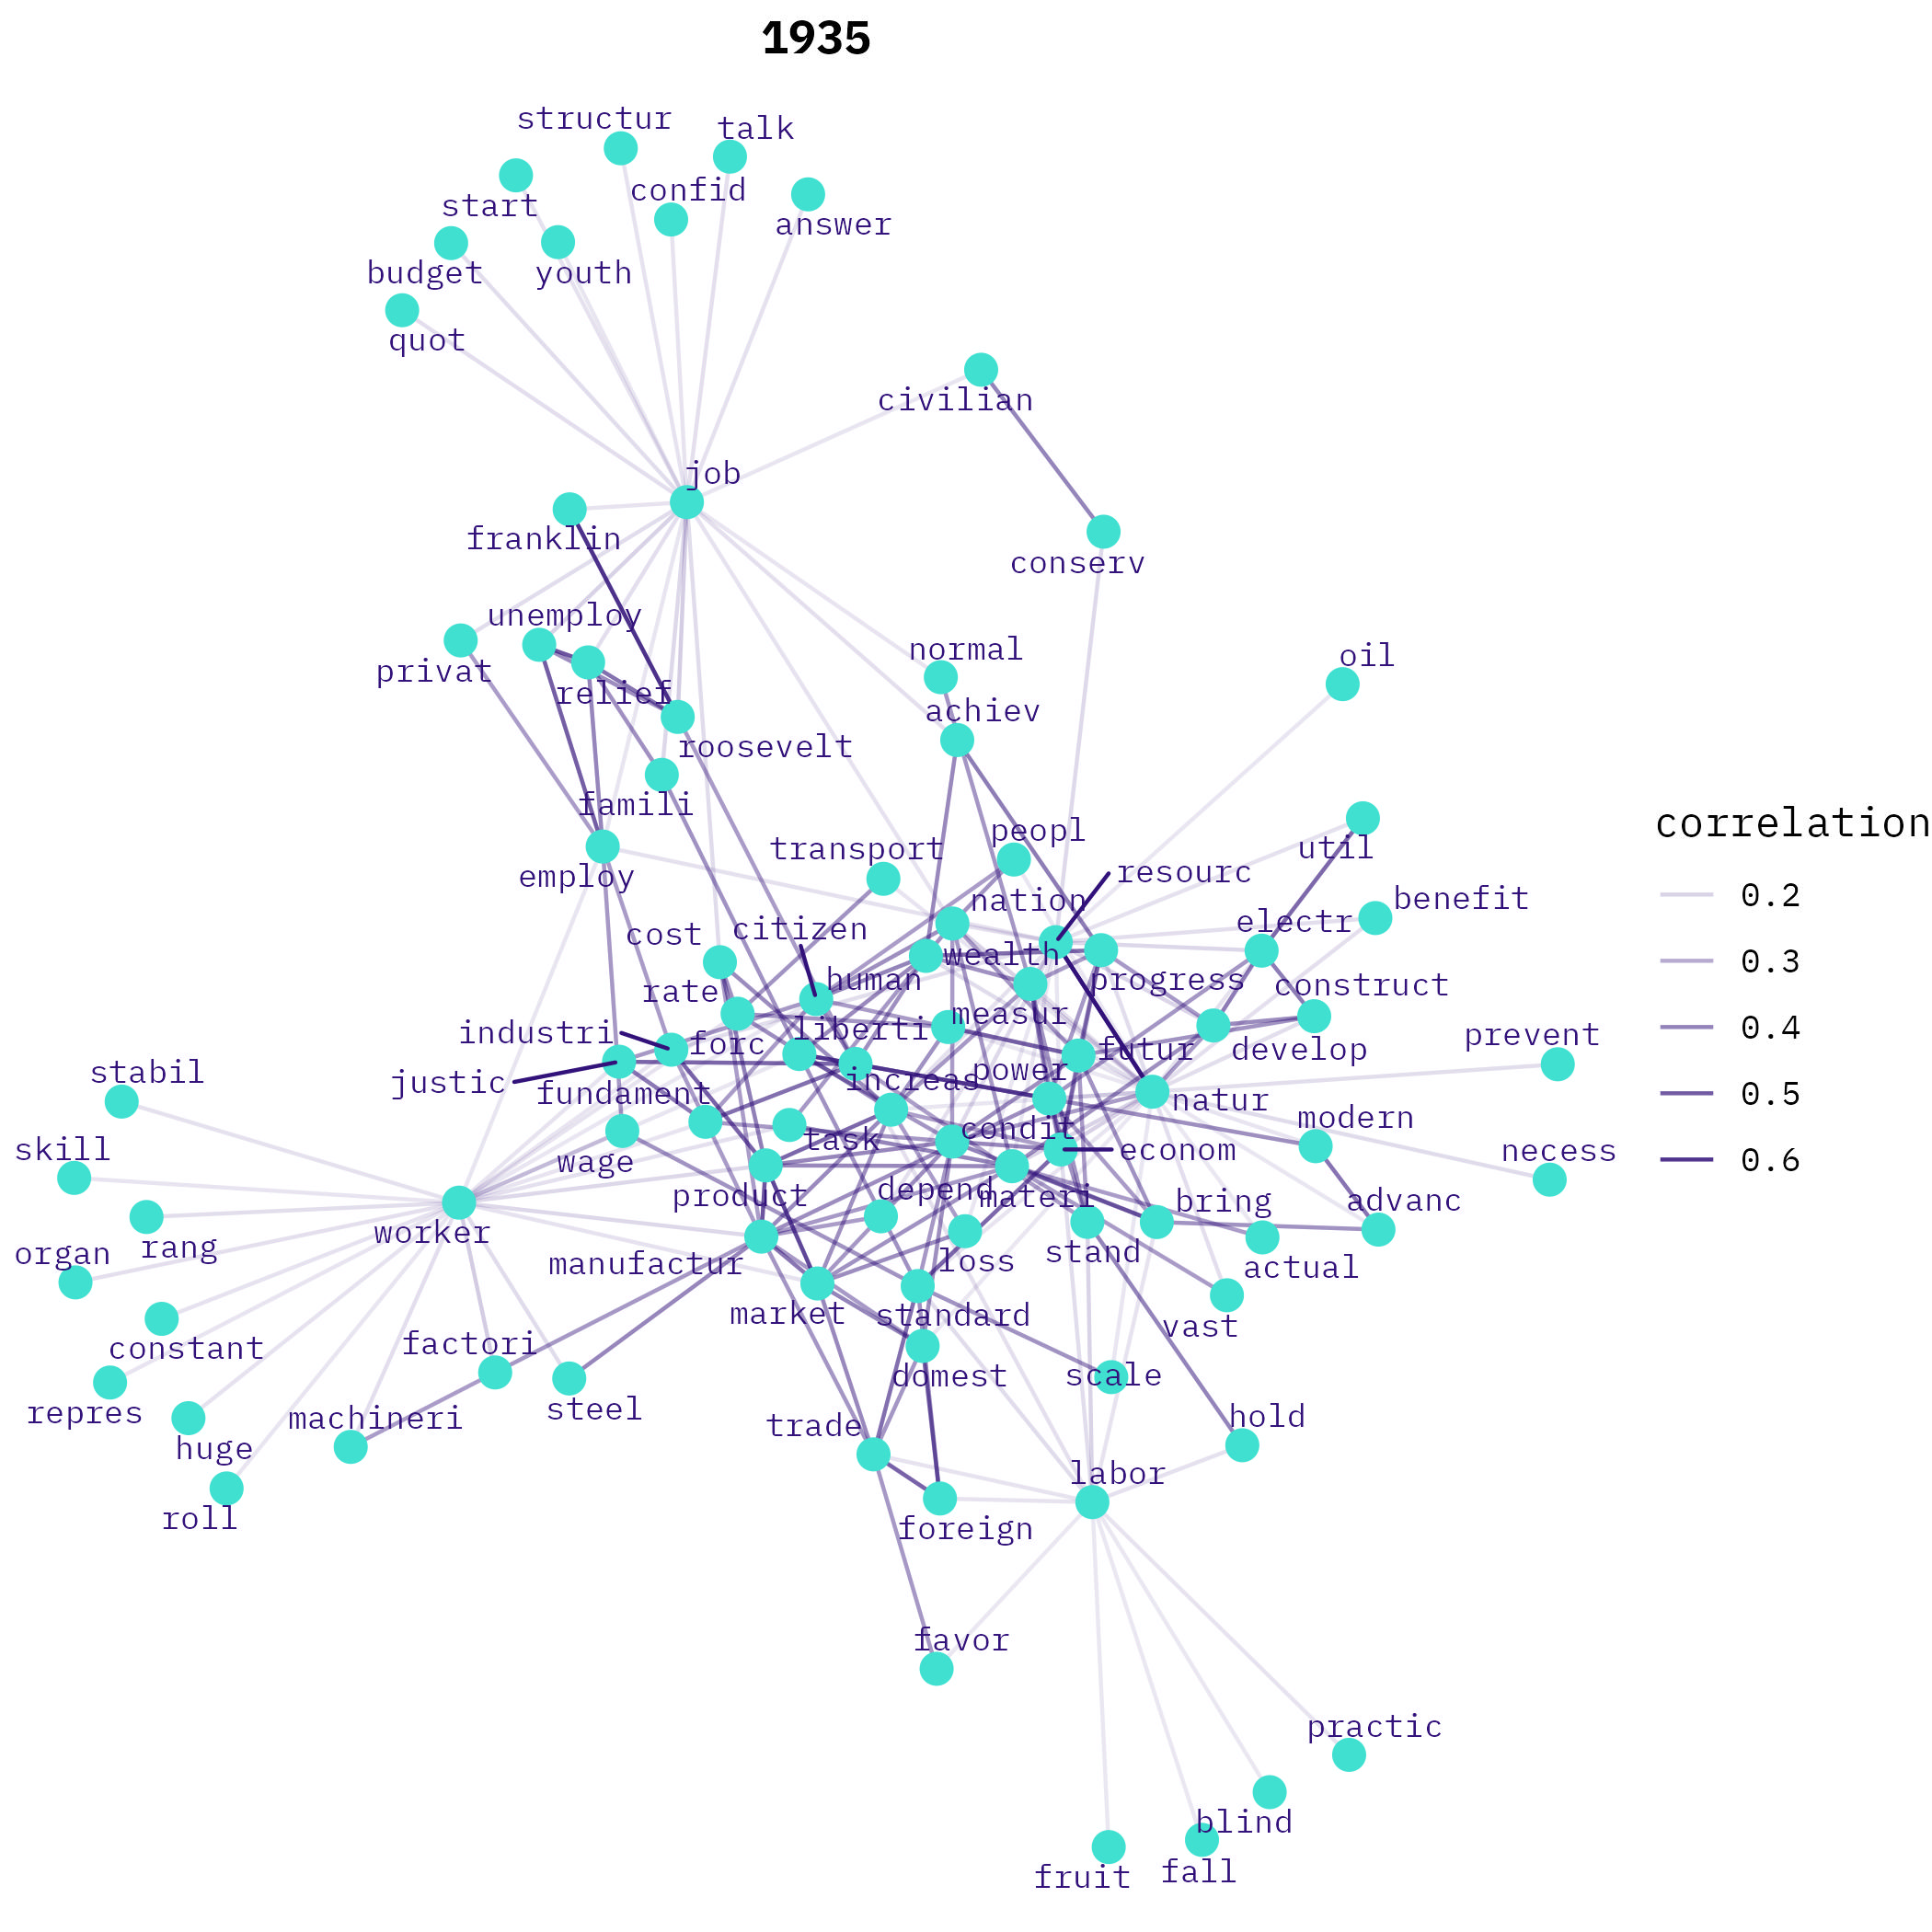 1935
structur
talk
start
confid
answer
budget
youth
quot
civilian
job
franklin
conserv
unemploy
privat
relief
normal
oil
achiev
roosevelt
famili
peopl
transport
util
employ
resourc
nation
benefit
cost
citizen
electr
wealth
human
progress
construct
rate
measur
industri
liberti
forc
futur
develop
prevent
stabil
justic
fundament
increas
power
natur
modern
skill
wage
task
condit
econom
necess
product
depend
materi
bring
advanc
worker
rang
organ
manufactur
loss
stand
actual
market
standard
vast
constant
factori
domest
scale
repres
huge
machineri
steel
trade
hold
roll
labor
foreign
favor
practic
blind
fruit
fall
correlation
0.2
0.3
0.4
0.5
0.6